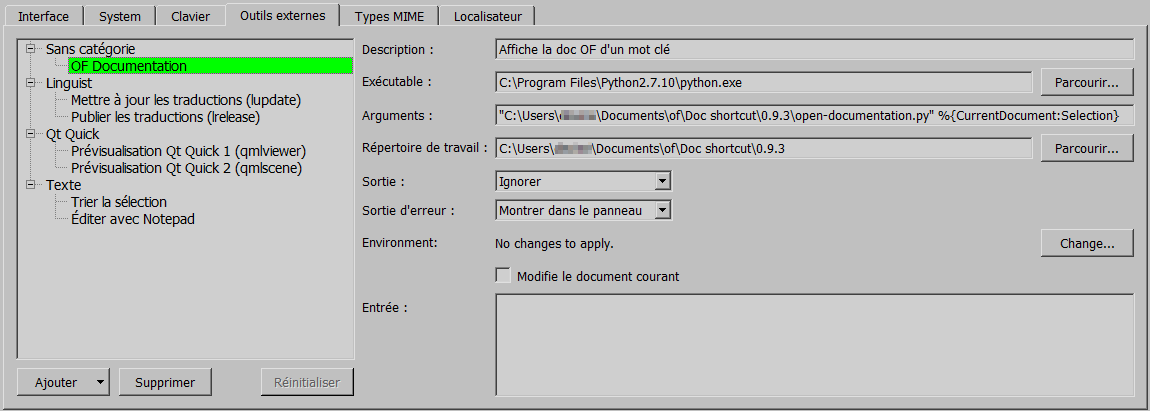 Interface System Clavier Outils externes Types MIME Localisateur
Sans catégorie
OF Documentation
Linguist
Mettre à jour les traductions (lupdate)
Publier les traductions (lrelease)
Qt Quick
Prévisualisation Qt Quick 1 (qmlviewer)
Prévisualisation Qt Quick 2 (qmlscene)
Texte
Trier la sélection
Éditer avec Notepad
Ajouter Supprimer Réinitialiser
Description : Affiche la doc OF d'un mot clé
Exécutable : C:\Program Files\Python2.7.10\python.exe Parcourir...
Arguments : "C:\Users\ \Documents\of\Doc shortcut\0.9.3\open-documentation.py" %{CurrentDocument:Selection}
Répertoire de travail : C:\Users\ \Documents\of\Doc shortcut\0.9.3 Parcourir...
Sortie : Ignorer
Sortie d'erreur : Montrer dans le panneau
Environment: No changes to apply. Change...
Modifie le document courant
Entrée :